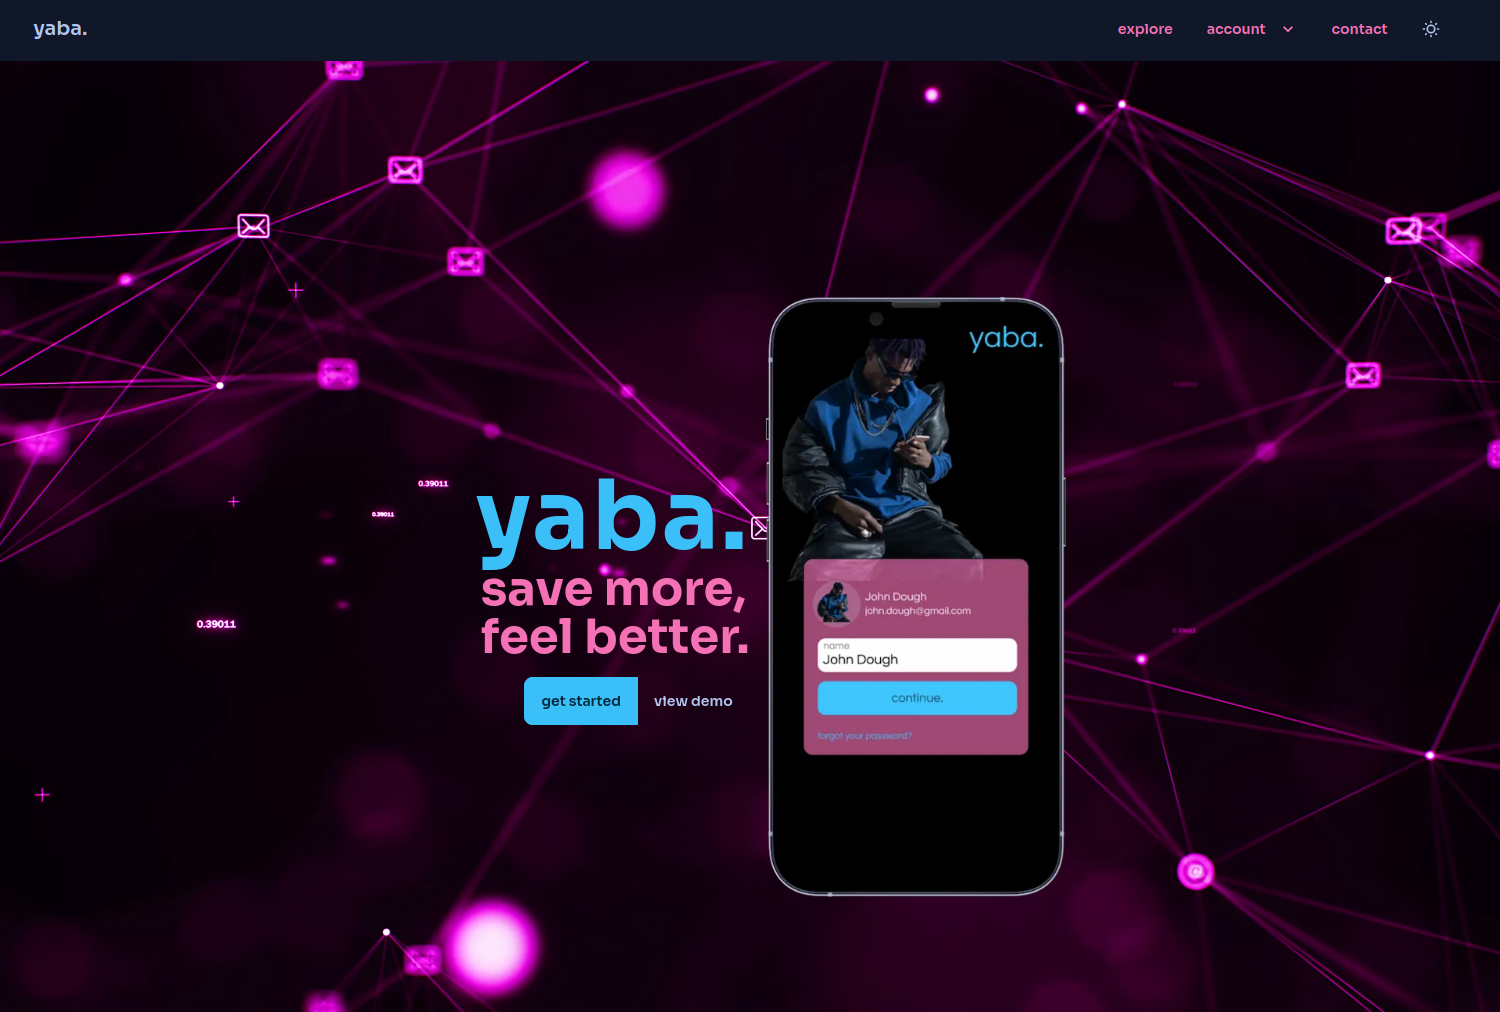 yaba.
explore
account
contact
yaba.
0.39011
0.39011
yaba.
save more,
John Dough
john.dough@gmail.com
0.39011
feel better.
name
John Dough
get started
view demo
continue.
forgot your password?